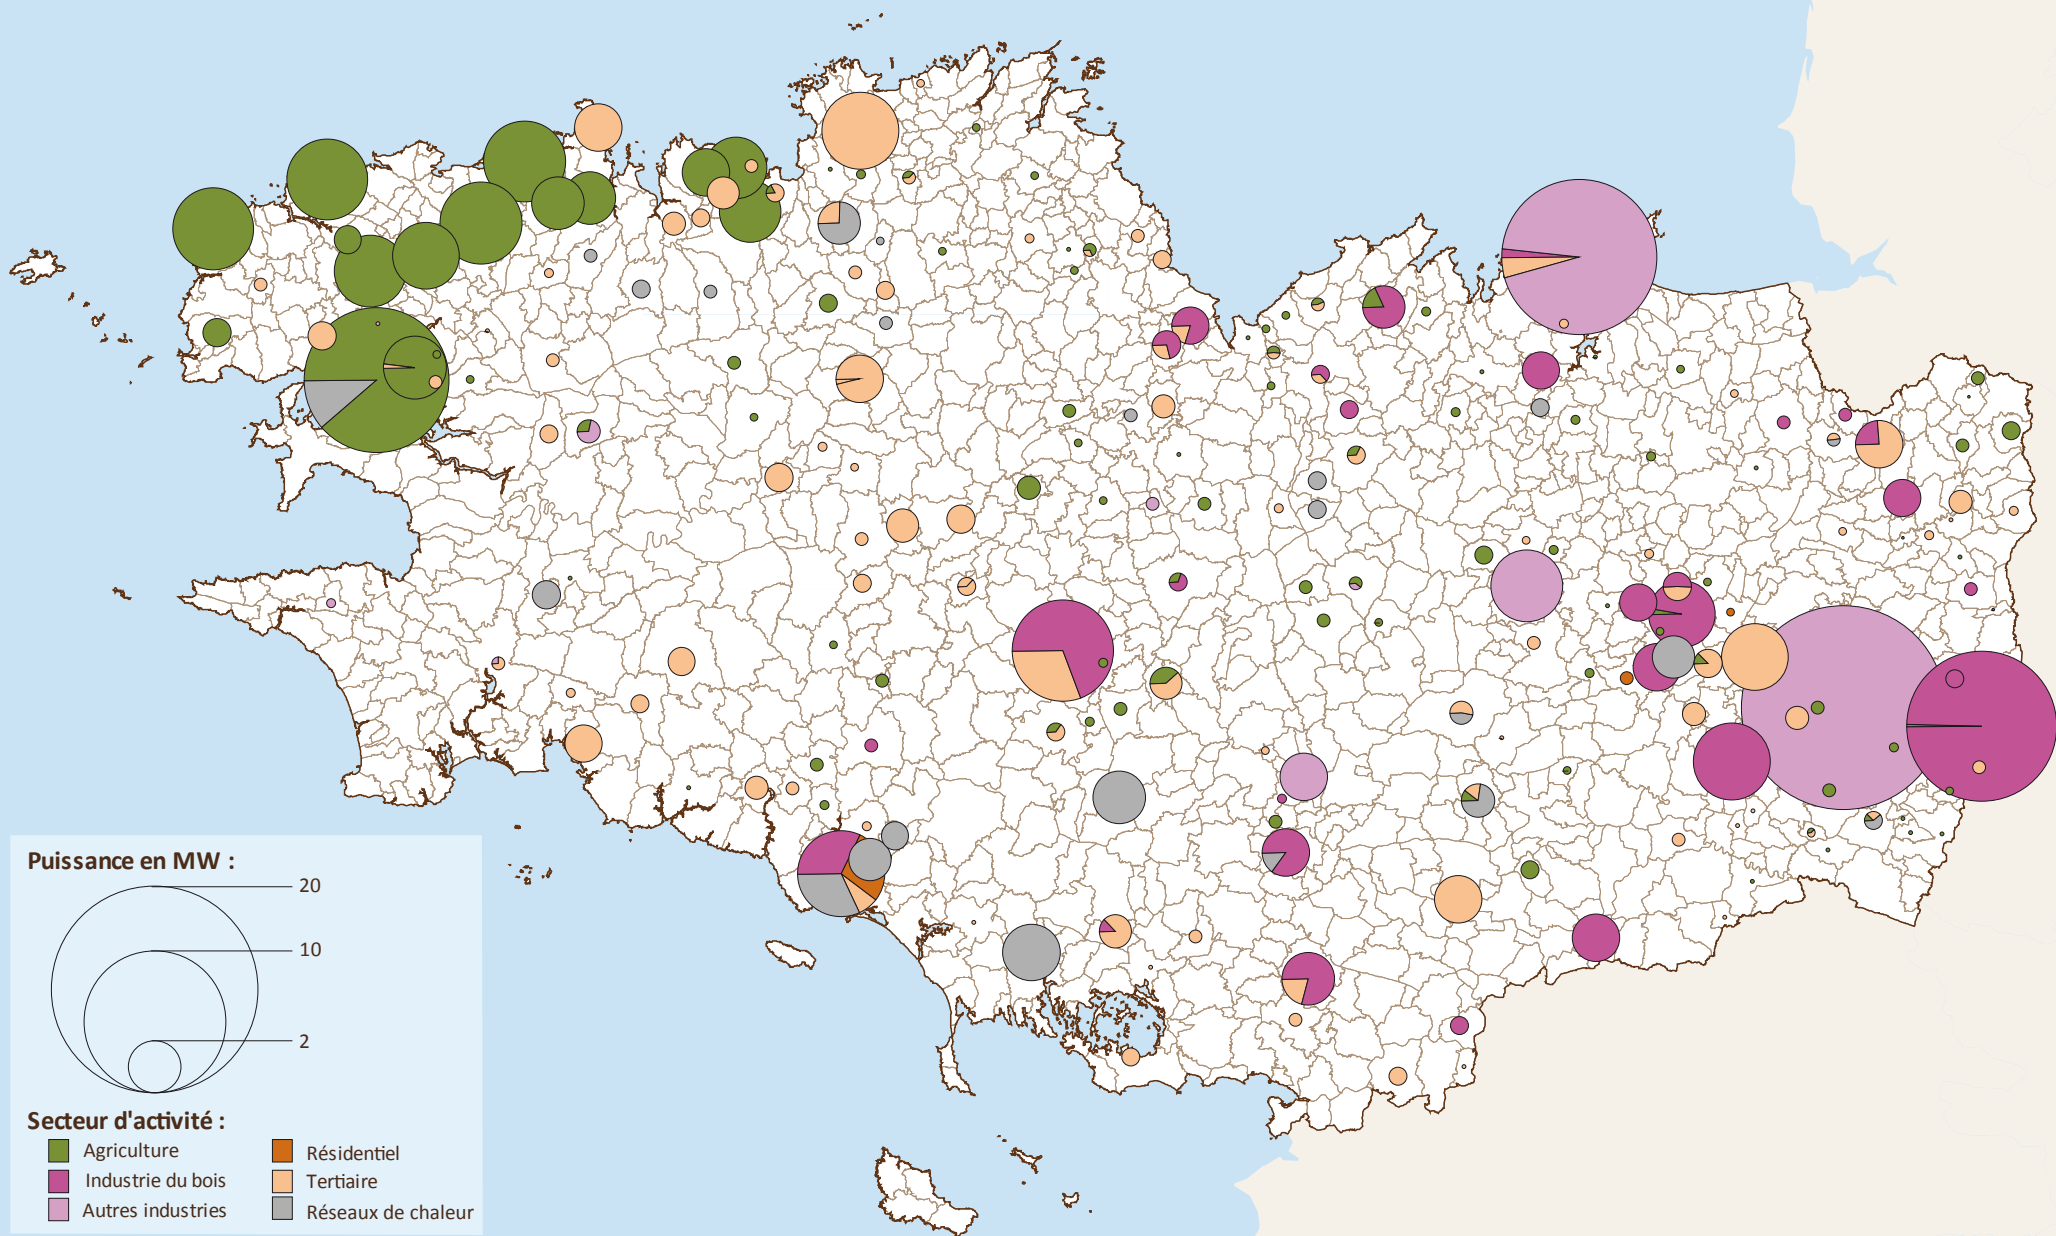 Puissance en MW :
20
10
2
Secteur d'activité :
Agriculture
Industrie du bois
Autres industries
Résidentiel
Tertiaire
Réseaux de chaleur